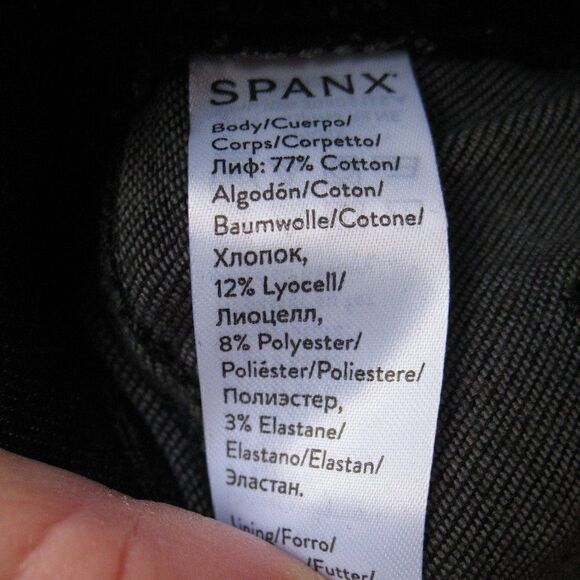 SPANX
Body/Cuerpo/
Corps/Corpetto/
Лиф: 77% Cotton/
Algodón/Coton/
Baumwolle/Cotone/
Хлопок,
12% Lyocell/
Лиоцелл,
8% Polyester/
Poliéster/Poliestere/
Полиэстер,
3% Elastane/
Elastano/Elastan/
Эластан.
Lining/Forro/
/Futter/